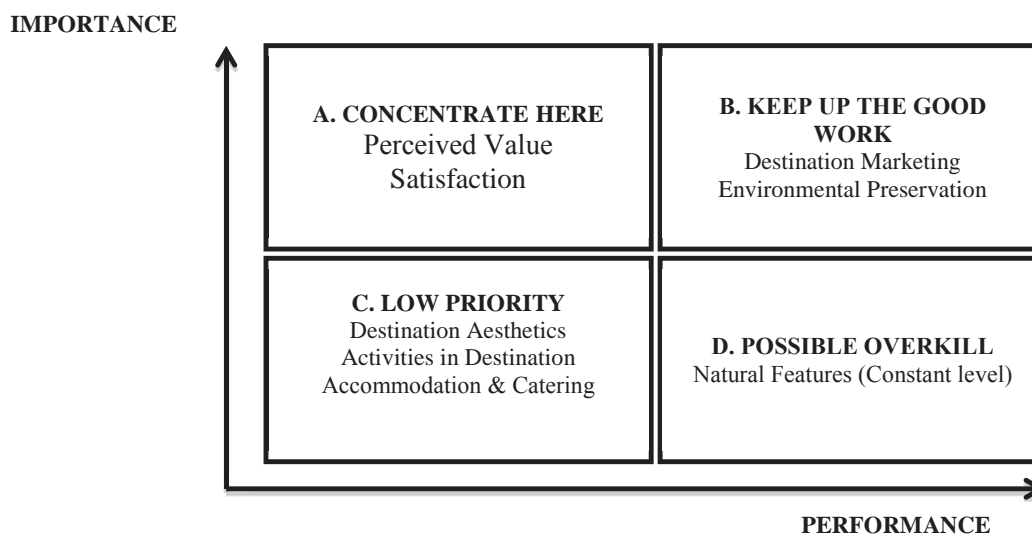 IMPORTANCE
A. CONCENTRATE HERE
Perceived Value
Satisfaction
B. KEEP UP THE GOOD
WORK
Destination Marketing
Environmental Preservation
C. LOW PRIORITY
Destination Aesthetics
Activities in Destination
Accommodation & Catering
D. POSSIBLE OVERKILL
Natural Features (Constant level)
PERFORMANCE